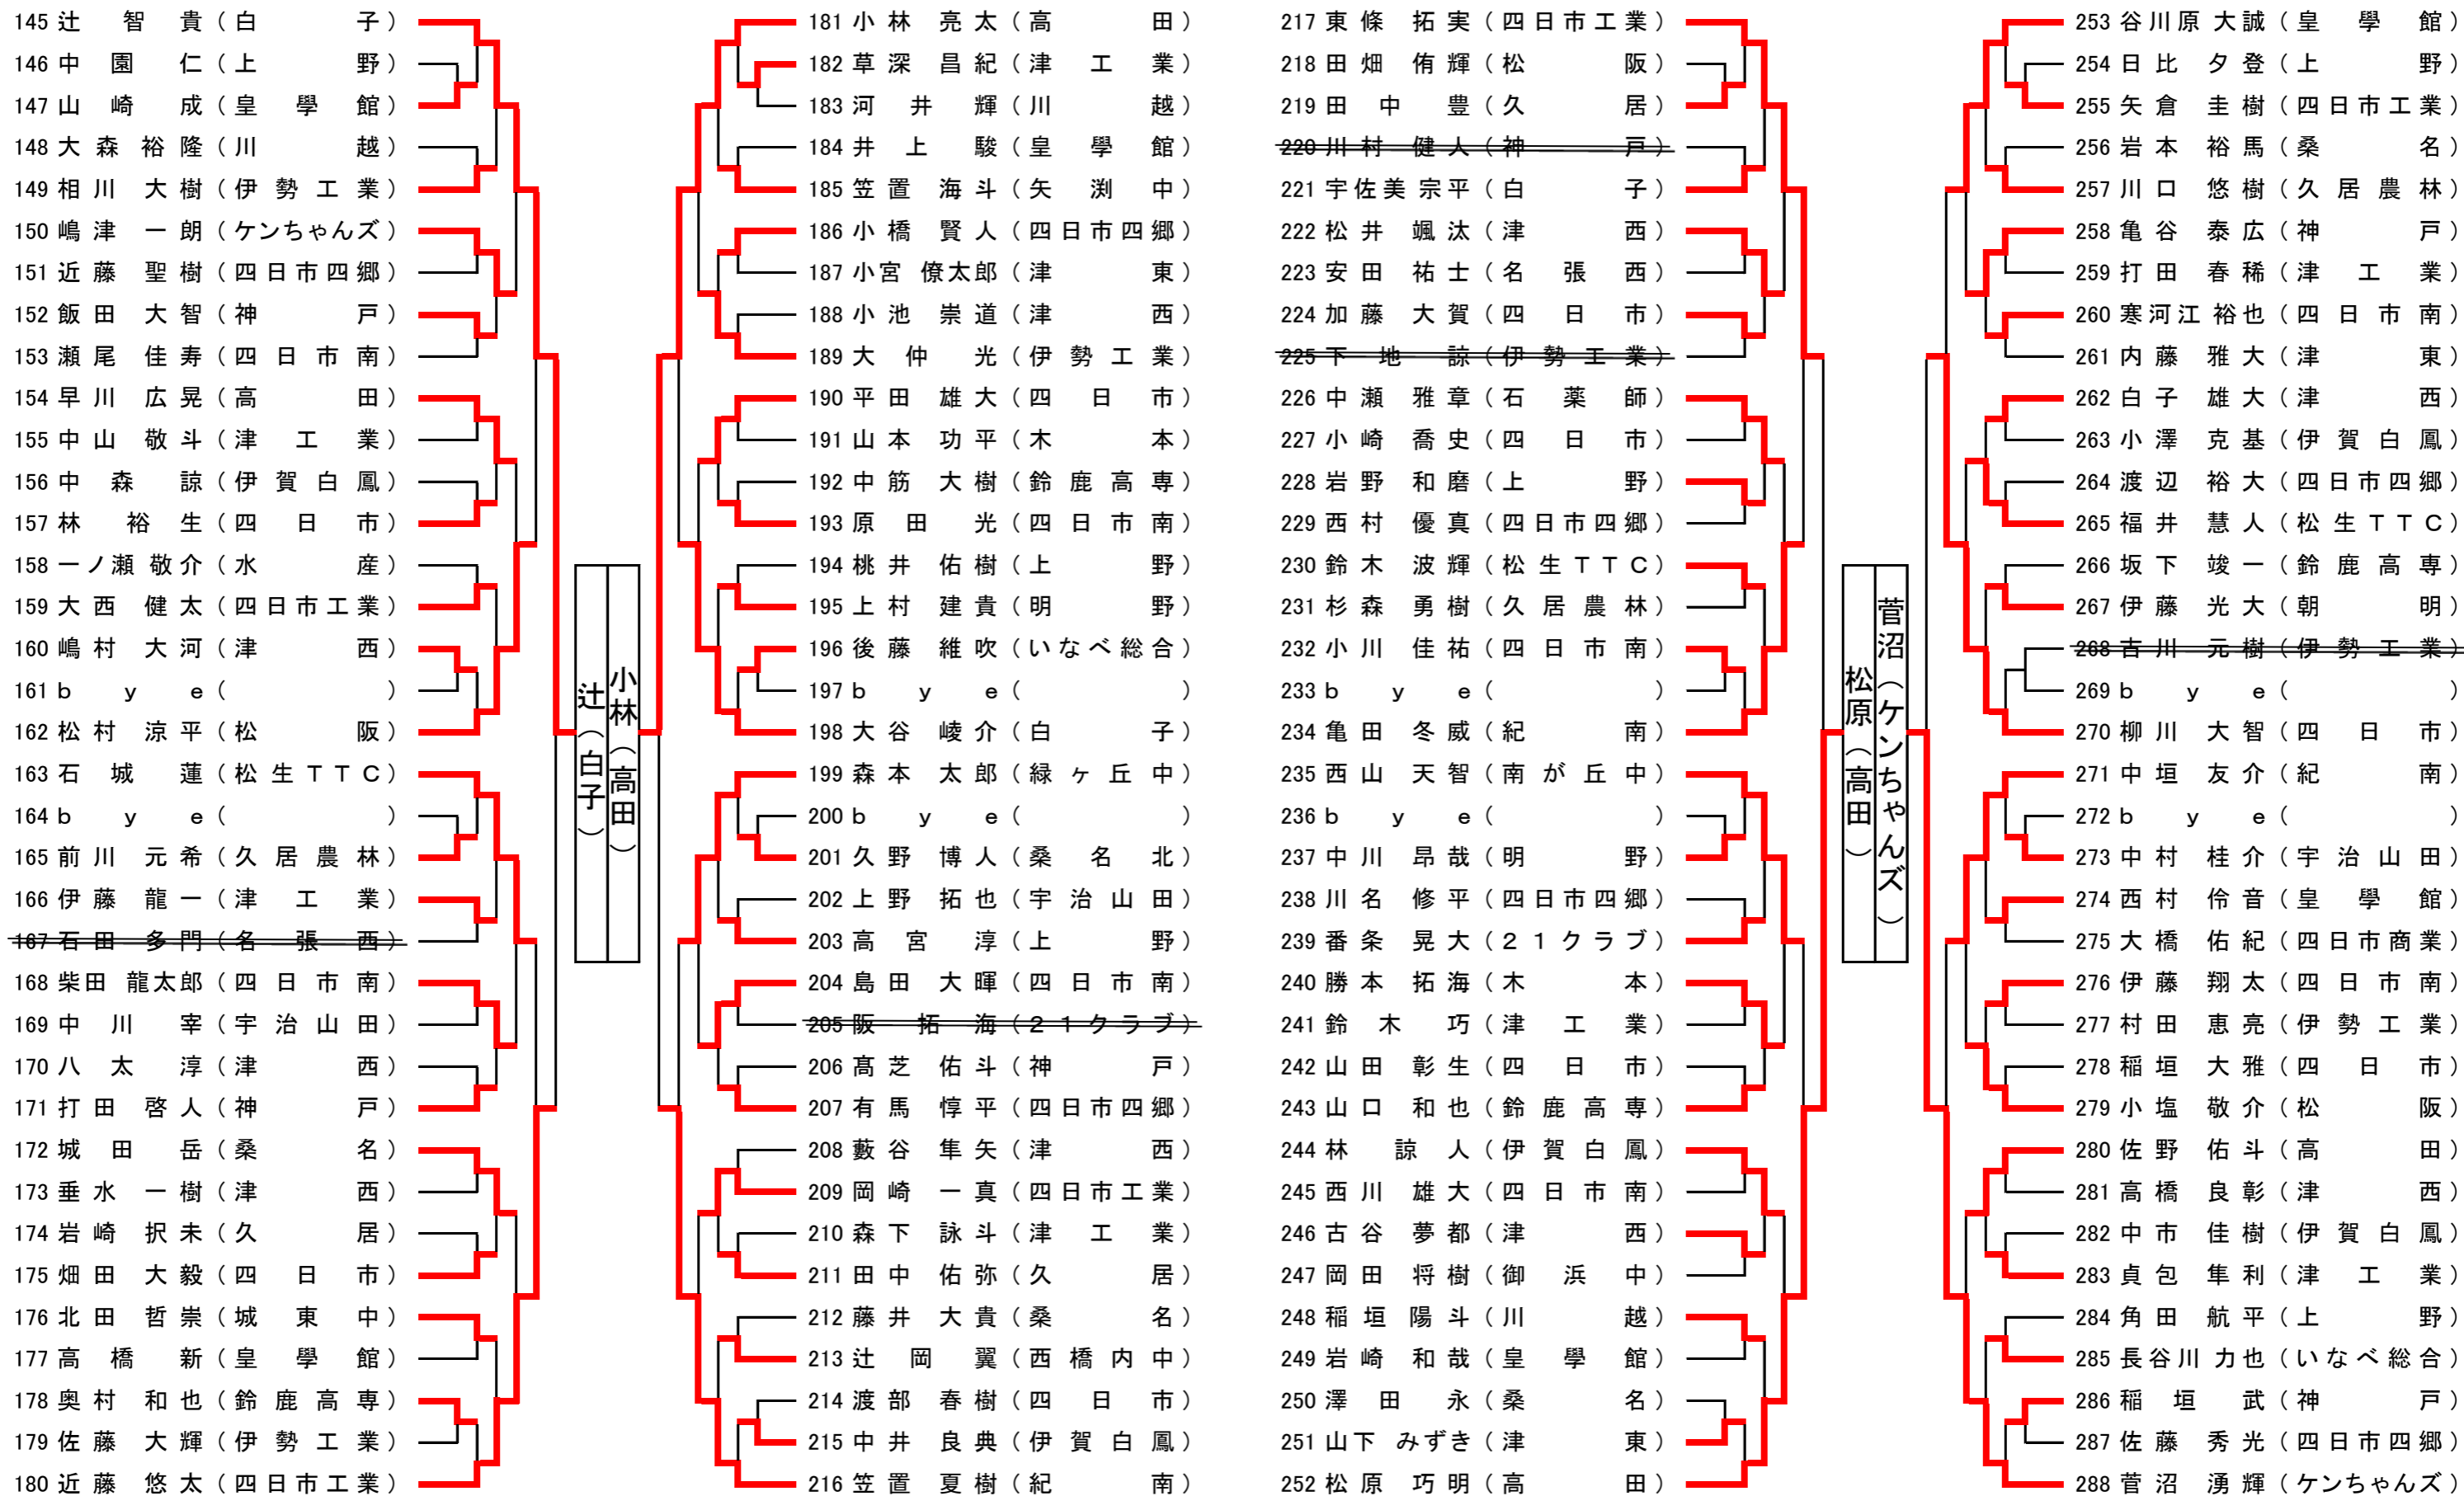 145 辻 智貴（白子）
146 中園 仁（上野）
147 山崎 成（皇學館）
148 大森 裕隆（川越）
149 相川 大樹（伊勢工業）
150 嶋津 一朗（ケンちゃんズ）
151 近藤 聖樹（四日市四郷）
152 飯田 大智（神戸）
153 瀬尾 佳寿（四日市南）
154 早川 広晃（高田）
155 中山 敬斗（津工業）
156 中森 諒（伊賀白鳳）
157 林 裕生（四日市）
158 一ノ瀬 敬介（水産）
159 大西 健太（四日市工業）
160 嶋村 大河（津西）
161 bye（ ）
162 松村 涼平（松阪）
163 石城 蓮（松生TTC）
164 bye（ ）
165 前川 元希（久居農林）
166 伊藤 龍一（津工業）
167 石田 多門（名張西）
168 柴田 龍太郎（四日市南）
169 中川 宰（宇治山田）
170 八太 淳（津西）
171 打田 啓人（神戸）
172 城田 岳（桑名）
173 垂水 一樹（津西）
174 岩崎 択未（久居）
175 畑田 大毅（四日市）
176 北田 哲崇（城東中）
177 高橋 新（皇學館）
178 奥村 和也（鈴鹿高専）
179 佐藤 大輝（伊勢工業）
180 近藤 悠太（四日市工業）
辻（白子）
小林（高田）
181 小林 亮太（高田）
182 草深 昌紀（津工業）
183 河井 輝（川越）
184 井上 駿（皇學館）
185 笠置 海斗（矢渕中）
186 小橋 賢人（四日市四郷）
187 小宮 僚太郎（津東）
188 小池 崇道（津西）
189 大仲 光（伊勢工業）
190 平田 雄大（四日市）
191 山本 功平（木本）
192 中筋 大樹（鈴鹿高専）
193 原田 光（四日市南）
194 桃井 佑樹（上野）
195 上村 建貴（明野）
196 後藤 維吹（いなべ総合）
197 bye（ ）
198 大谷 崚介（白子）
199 森本 太郎（緑ヶ丘中）
200 bye（ ）
201 久野 博人（桑名北）
202 上野 拓也（宇治山田）
203 高宮 淳（上野）
204 島田 大暉（四日市南）
205 阪 拓海（21クラブ）
206 髙芝 佑斗（神戸）
207 有馬 惇平（四日市四郷）
208 藪谷 隼矢（津西）
209 岡崎 一真（四日市工業）
210 森下 詠斗（津工業）
211 田中 佑弥（久居）
212 藤井 大貴（桑名）
213 辻岡 翼（西橋内中）
214 渡部 春樹（四日市）
215 中井 良典（伊賀白鳳）
216 笠置 夏樹（紀南）
217 東條 拓実（四日市工業）
218 田畑 侑輝（松阪）
219 田中 豊（久居）
220 川村 健人（神戸）
221 宇佐美 宗平（白子）
222 松井 颯汰（津西）
223 安田 祐士（名張西）
224 加藤 大賀（四日市）
225 下地 諒（伊勢工業）
226 中瀬 雅章（石薬師）
227 小崎 喬史（四日市）
228 岩野 和磨（上野）
229 西村 優真（四日市四郷）
230 鈴木 波輝（松生TTC）
231 杉森 勇樹（久居農林）
232 小川 佳祐（四日市南）
233 bye（ ）
234 亀田 冬威（紀南）
235 西山 天智（南が丘中）
236 bye（ ）
237 中川 昂哉（明野）
238 川名 修平（四日市四郷）
239 番条 晃大（21クラブ）
240 勝本 拓海（木本）
241 鈴木 巧（津工業）
242 山田 彰生（四日市）
243 山口 和也（鈴鹿高専）
244 林 諒人（伊賀白鳳）
245 西川 雄大（四日市南）
246 古谷 夢都（津西）
247 岡田 将樹（御浜中）
248 稲垣 陽斗（川越）
249 岩崎 和哉（皇學館）
250 澤田 永（桑名）
251 山下 みずき（津東）
252 松原 巧明（高田）
松原（高田）
菅沼（ケンちゃんズ）
253 谷川原 大誠（皇學館）
254 日比 夕登（上野）
255 矢倉 圭樹（四日市工業）
256 岩本 裕馬（桑名）
257 川口 悠樹（久居農林）
258 亀谷 泰広（神戸）
259 打田 春稀（津工業）
260 寒河江 裕也（四日市南）
261 内藤 雅大（津東）
262 白子 雄大（津西）
263 小澤 克基（伊賀白鳳）
264 渡辺 裕大（四日市四郷）
265 福井 慧人（松生TTC）
266 坂下 竣一（鈴鹿高専）
267 伊藤 光大（朝明）
268 古川 元樹（伊勢工業）
269 bye（ ）
270 柳川 大智（四日市）
271 中垣 友介（紀南）
272 bye（ ）
273 中村 桂介（宇治山田）
274 西村 伶音（皇學館）
275 大橋 佑紀（四日市商業）
276 伊藤 翔太（四日市南）
277 村田 恵亮（伊勢工業）
278 稲垣 大雅（四日市）
279 小塩 敬介（松阪）
280 佐野 佑斗（高田）
281 高橋 良彰（津西）
282 中市 佳樹（伊賀白鳳）
283 貞包 隼利（津工業）
284 角田 航平（上野）
285 長谷川 力也（いなべ総合）
286 稲垣 武（神戸）
287 佐藤 秀光（四日市四郷）
288 菅沼 湧輝（ケンちゃんズ）